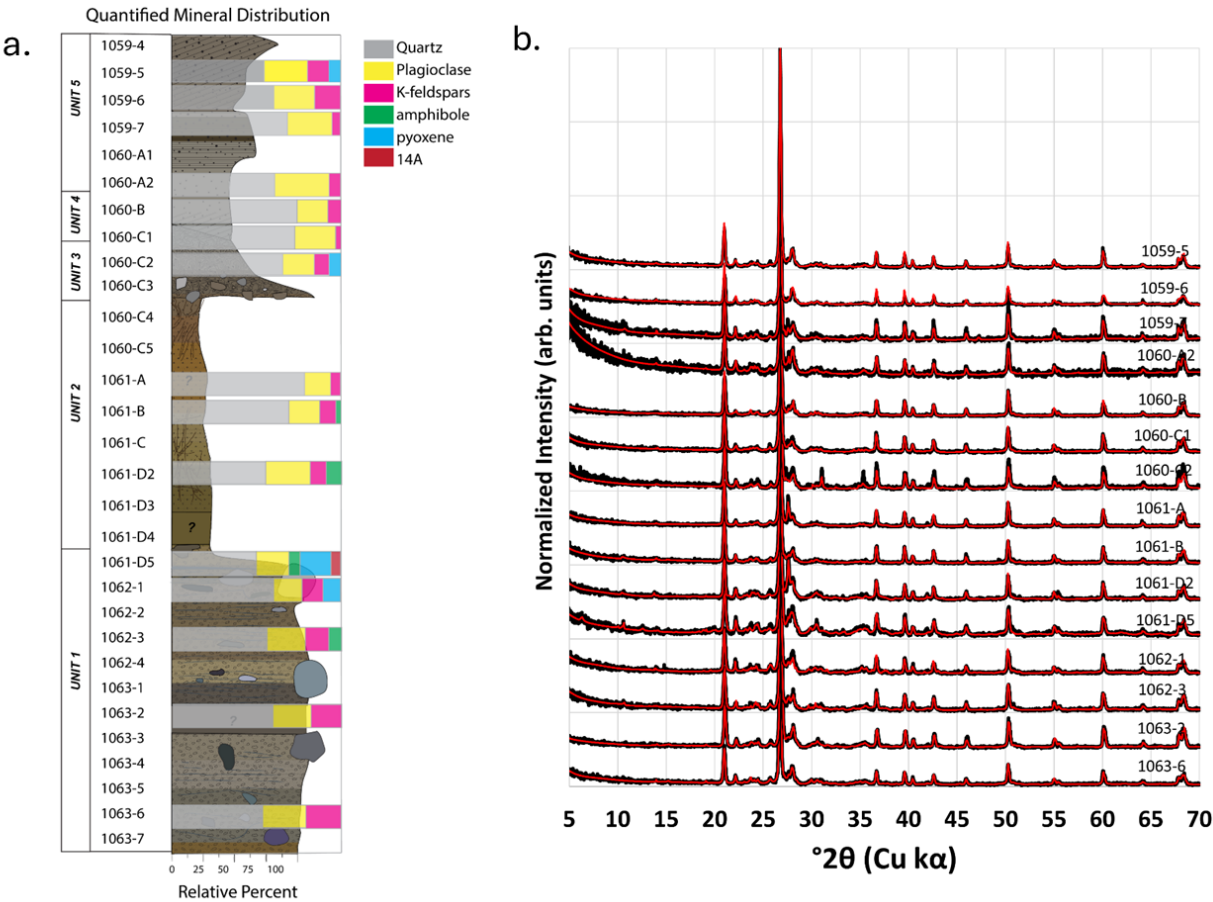 Quantified Mineral Distribution
a.
b.
UNIT 5
UNIT 4
UNIT 3
UNIT 2
UNIT 1
1059-4
1059-5
1059-6
1059-7
1060-A1
1060-A2
1060-B
1060-C1
1060-C2
1060-C3
1060-C4
1060-C5
1061-A
?
1061-B
1061-C
1061-D2
1061-D3
?
1061-D4
1061-D5
1062-1
1062-2
1062-3
1062-4
1063-1
1063-2
?
1063-3
1063-4
1063-5
1063-6
1063-7
0 25 50 75 100
Relative Percent
Quartz
Plagioclase
K-feldspars
amphibole
pyoxene
14A
Normalized Intensity (arb. units)
1059-5
1059-6
1059-7
1060-A2
1060-B
1060-C1
1060-C2
1061-A
1061-B
1061-D2
1061-D5
1062-1
1062-3
1063-2
1063-6
5 10 15 20 25 30 35 40 45 50 55 60 65 70
°2θ (Cu kα)